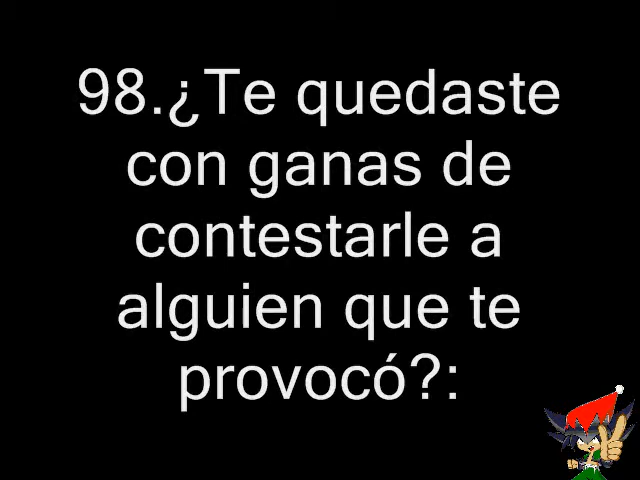 98.¿Te quedaste
con ganas de
contestarle a
alguien que te
provocó?: